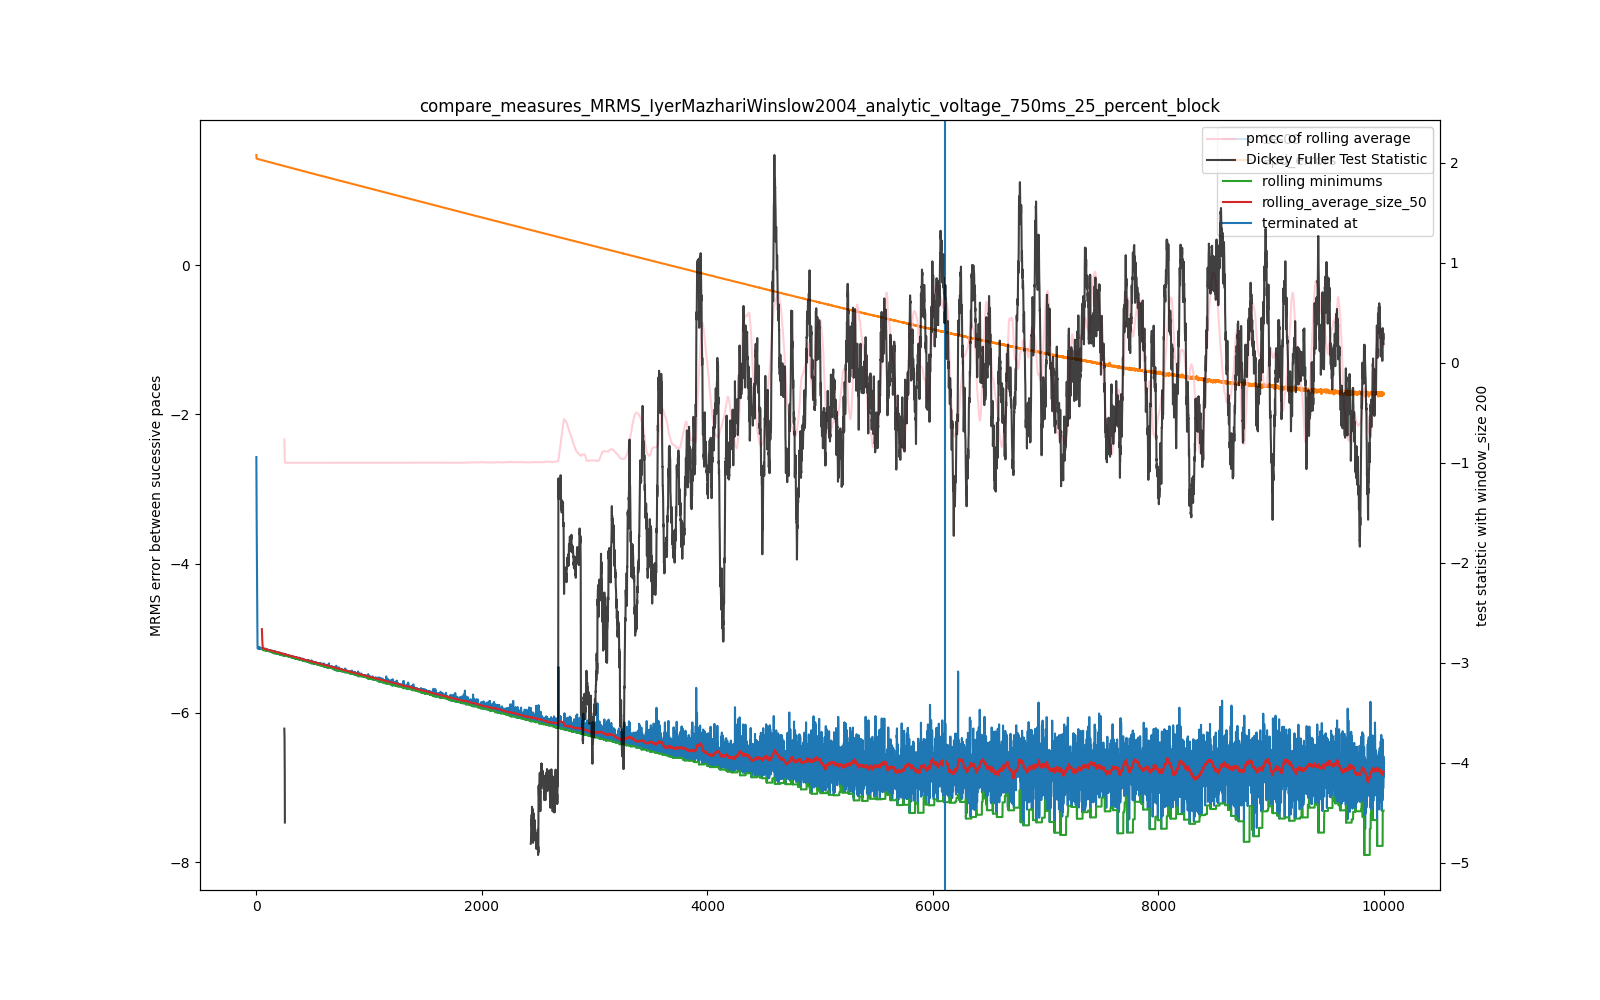 compare_measures_MRMS_IyerMazhariWinslow2004_analytic_voltage_750ms_25_percent_block
pmcc of rolling average
Dickey Fuller Test Statistic
rolling minimums
rolling_average_size_50
terminated at
MRMS error between sucessive paces
0
−2
−4
−6
−8
test statistic with window_size 200
2
1
0
−1
−2
−3
−4
−5
0
2000
4000
6000
8000
10000